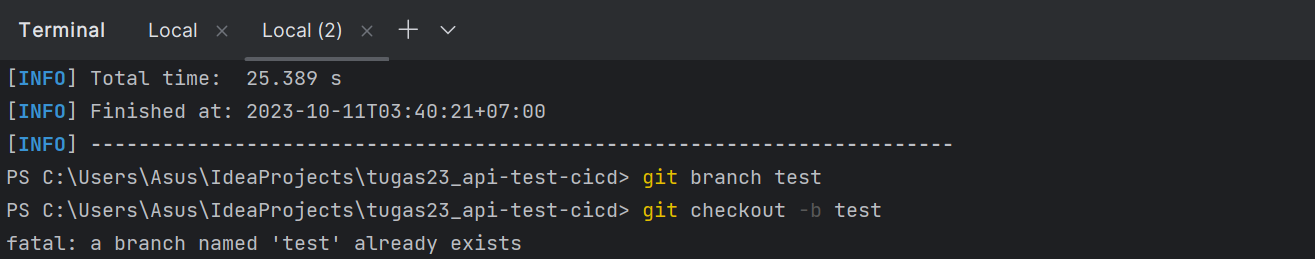 Terminal Local × Local (2) ×
[INFO] Total time:  25.389 s
[INFO] Finished at: 2023-10-11T03:40:21+07:00
[INFO] ------------------------------------------------------------------------
PS C:\Users\Asus\IdeaProjects\tugas23_api-test-cicd> git branch test
PS C:\Users\Asus\IdeaProjects\tugas23_api-test-cicd> git checkout -b test
fatal: a branch named 'test' already exists